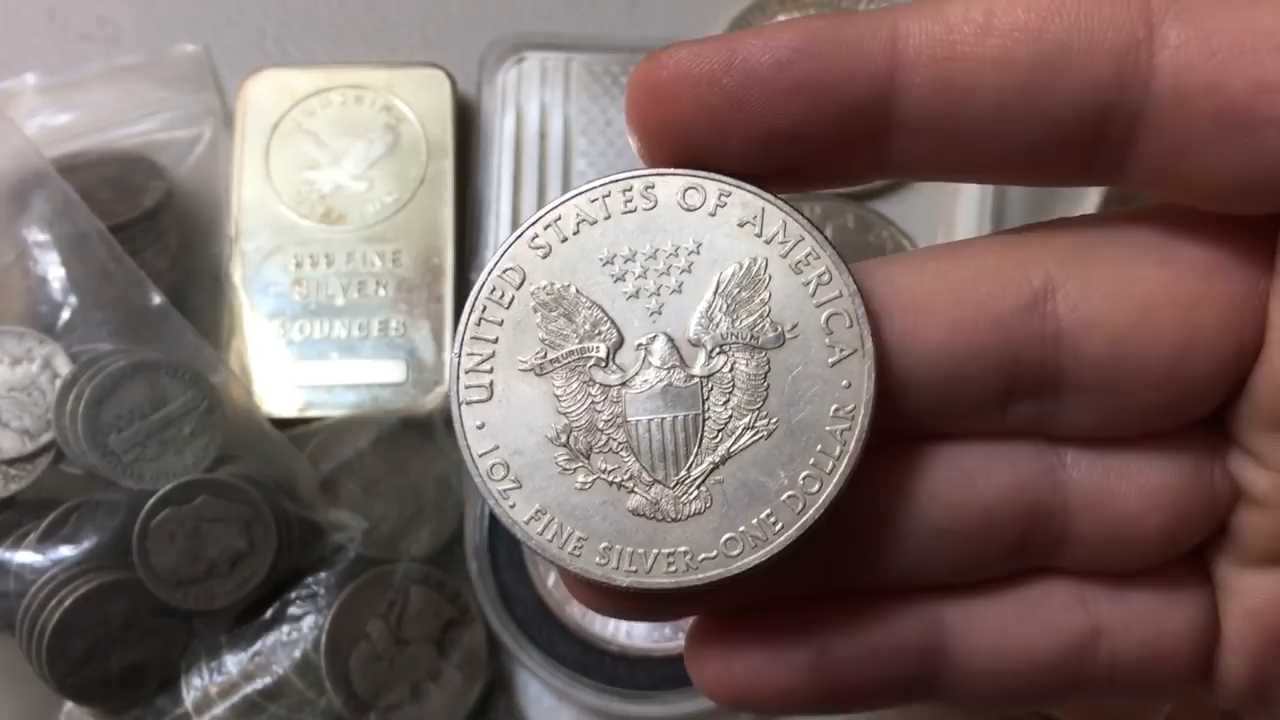 UNITED STATES OF AMERICA
PLURIBUS
UNUM
1 OZ. FINE SILVER~ONE DOLLAR
999 FINE
SILVER
OUNCES